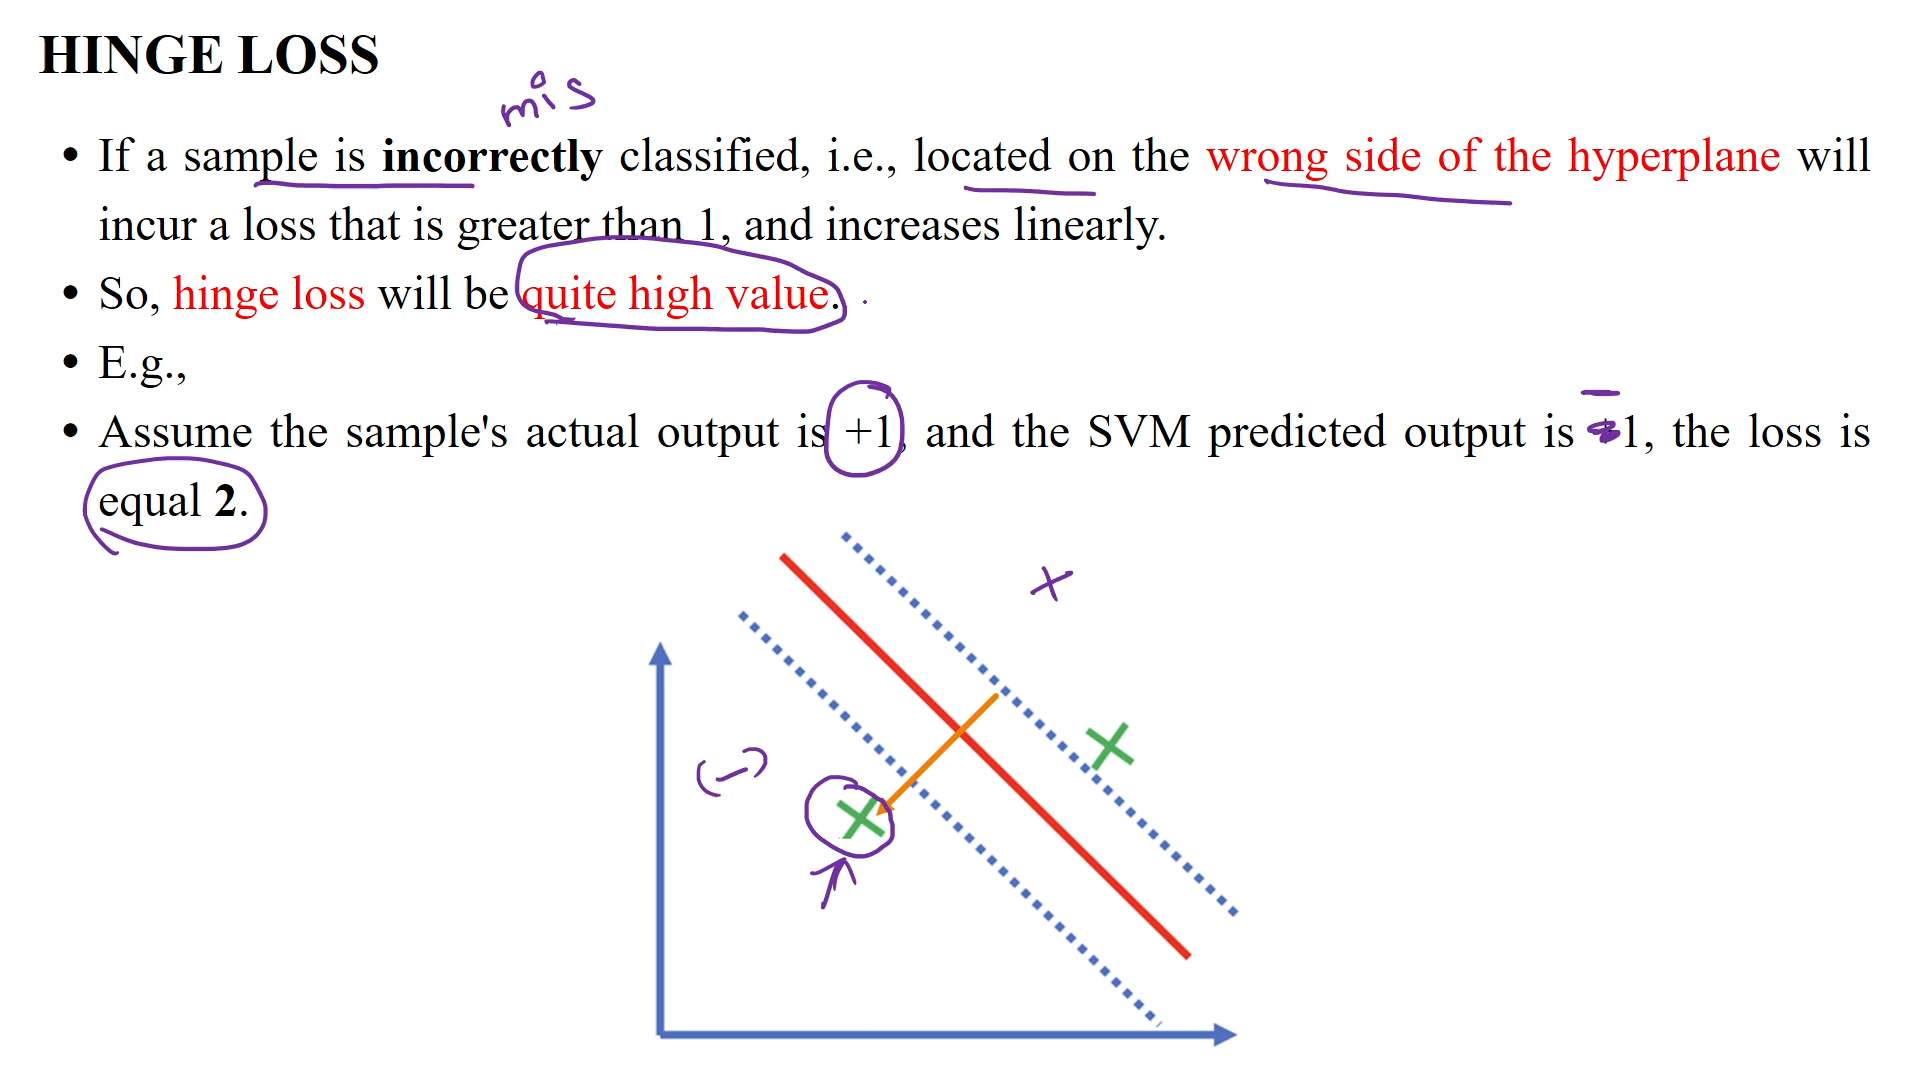 HINGE LOSS
mis
• If a sample is incorrectly classified, i.e., located on the wrong side of the hyperplane will
incur a loss that is greater than 1, and increases linearly.
• So, hinge loss will be quite high value.
• E.g.,
• Assume the sample's actual output is +1, and the SVM predicted output is -1, the loss is
equal 2.
+
(-)